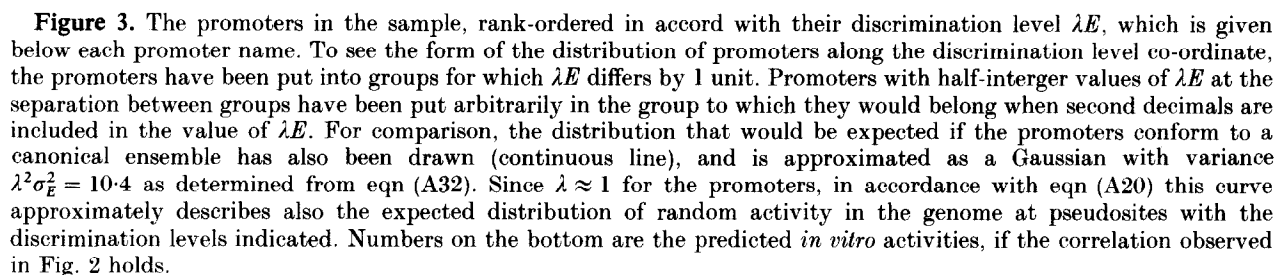 Figure 3. The promoters in the sample, rank-ordered in accord with their discrimination level λE, which is given
below each promoter name. To see the form of the distribution of promoters along the discrimination level co-ordinate,
the promoters have been put into groups for which λE differs by 1 unit. Promoters with half-interger values of λE at the
separation between groups have been put arbitrarily in the group to which they would belong when second decimals are
included in the value of λE. For comparison, the distribution that would be expected if the promoters conform to a
canonical ensemble has also been drawn (continuous line), and is approximated as a Gaussian with variance
λ²σ²_E = 10·4 as determined from eqn (A32). Since λ ≈ 1 for the promoters, in accordance with eqn (A20) this curve
approximately describes also the expected distribution of random activity in the genome at pseudosites with the
discrimination levels indicated. Numbers on the bottom are the predicted in vitro activities, if the correlation observed
in Fig. 2 holds.